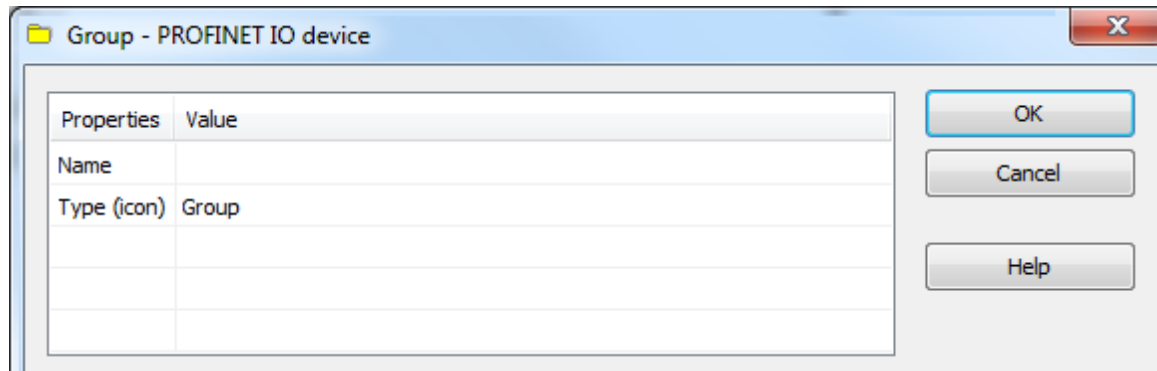 Group - PROFINET IO device
Properties Value
OK
Name
Cancel
Type (icon) Group
Help